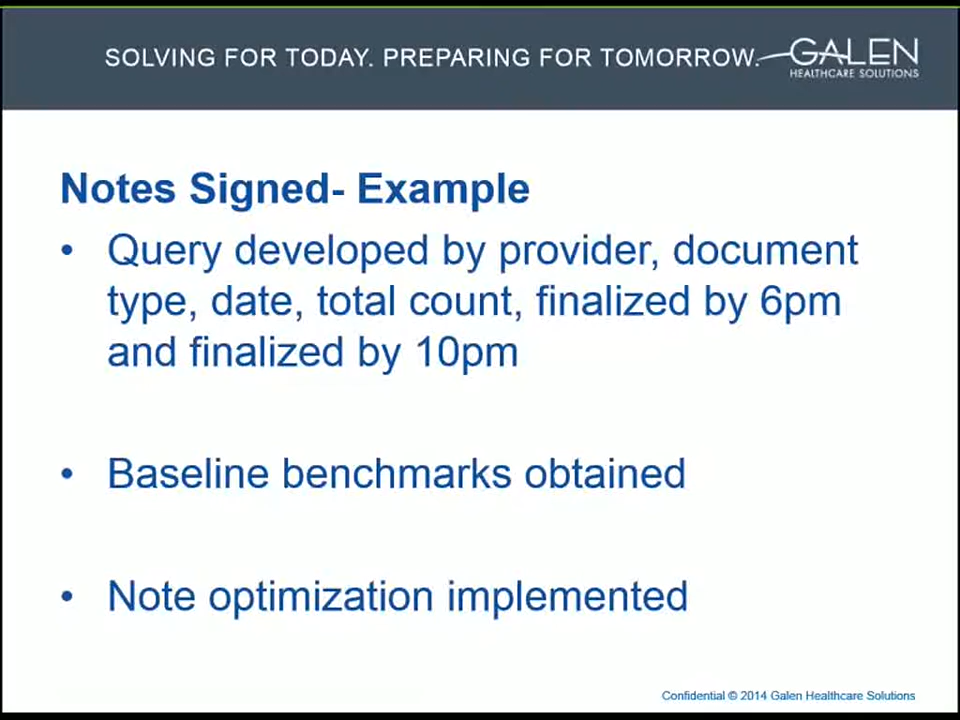 SOLVING FOR TODAY. PREPARING FOR TOMORROW.
GALEN
HEALTHCARE SOLUTIONS
Notes Signed- Example
• Query developed by provider, document
type, date, total count, finalized by 6pm
and finalized by 10pm
• Baseline benchmarks obtained
• Note optimization implemented
Confidential © 2014 Galen Healthcare Solutions